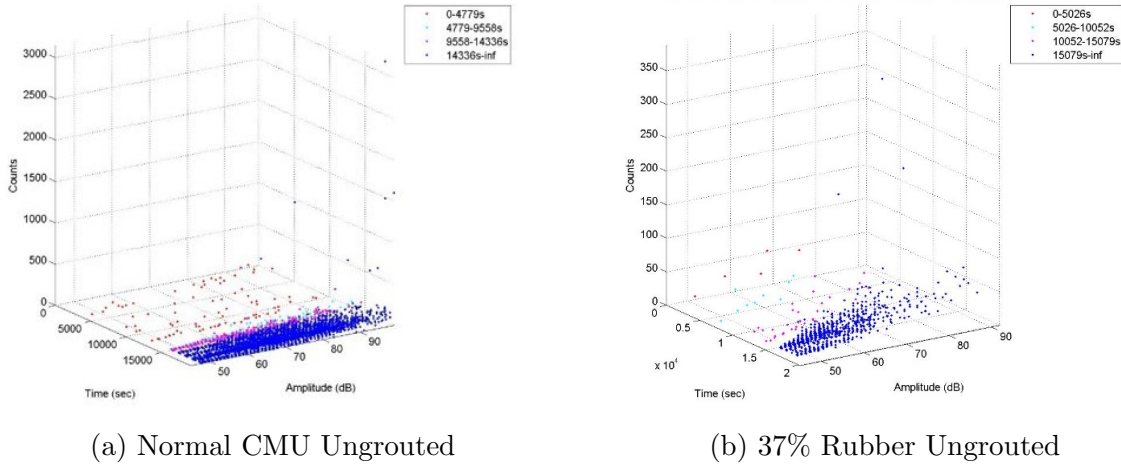 0-4779s
4779-9558s
9558-14336s
14336s-inf
3000
2500
2000
1500
1000
500
0
Counts
5000
10000
15000
Time (sec)
50
60
70
80
90
Amplitude (dB)
(a) Normal CMU Ungrouted
0-5026s
5026-10052s
10052-15079s
15079s-inf
350
300
250
200
150
100
50
0
Counts
0
0.5
1
1.5
2
x 10⁴
Time (sec)
50
60
70
80
90
Amplitude (dB)
(b) 37% Rubber Ungrouted